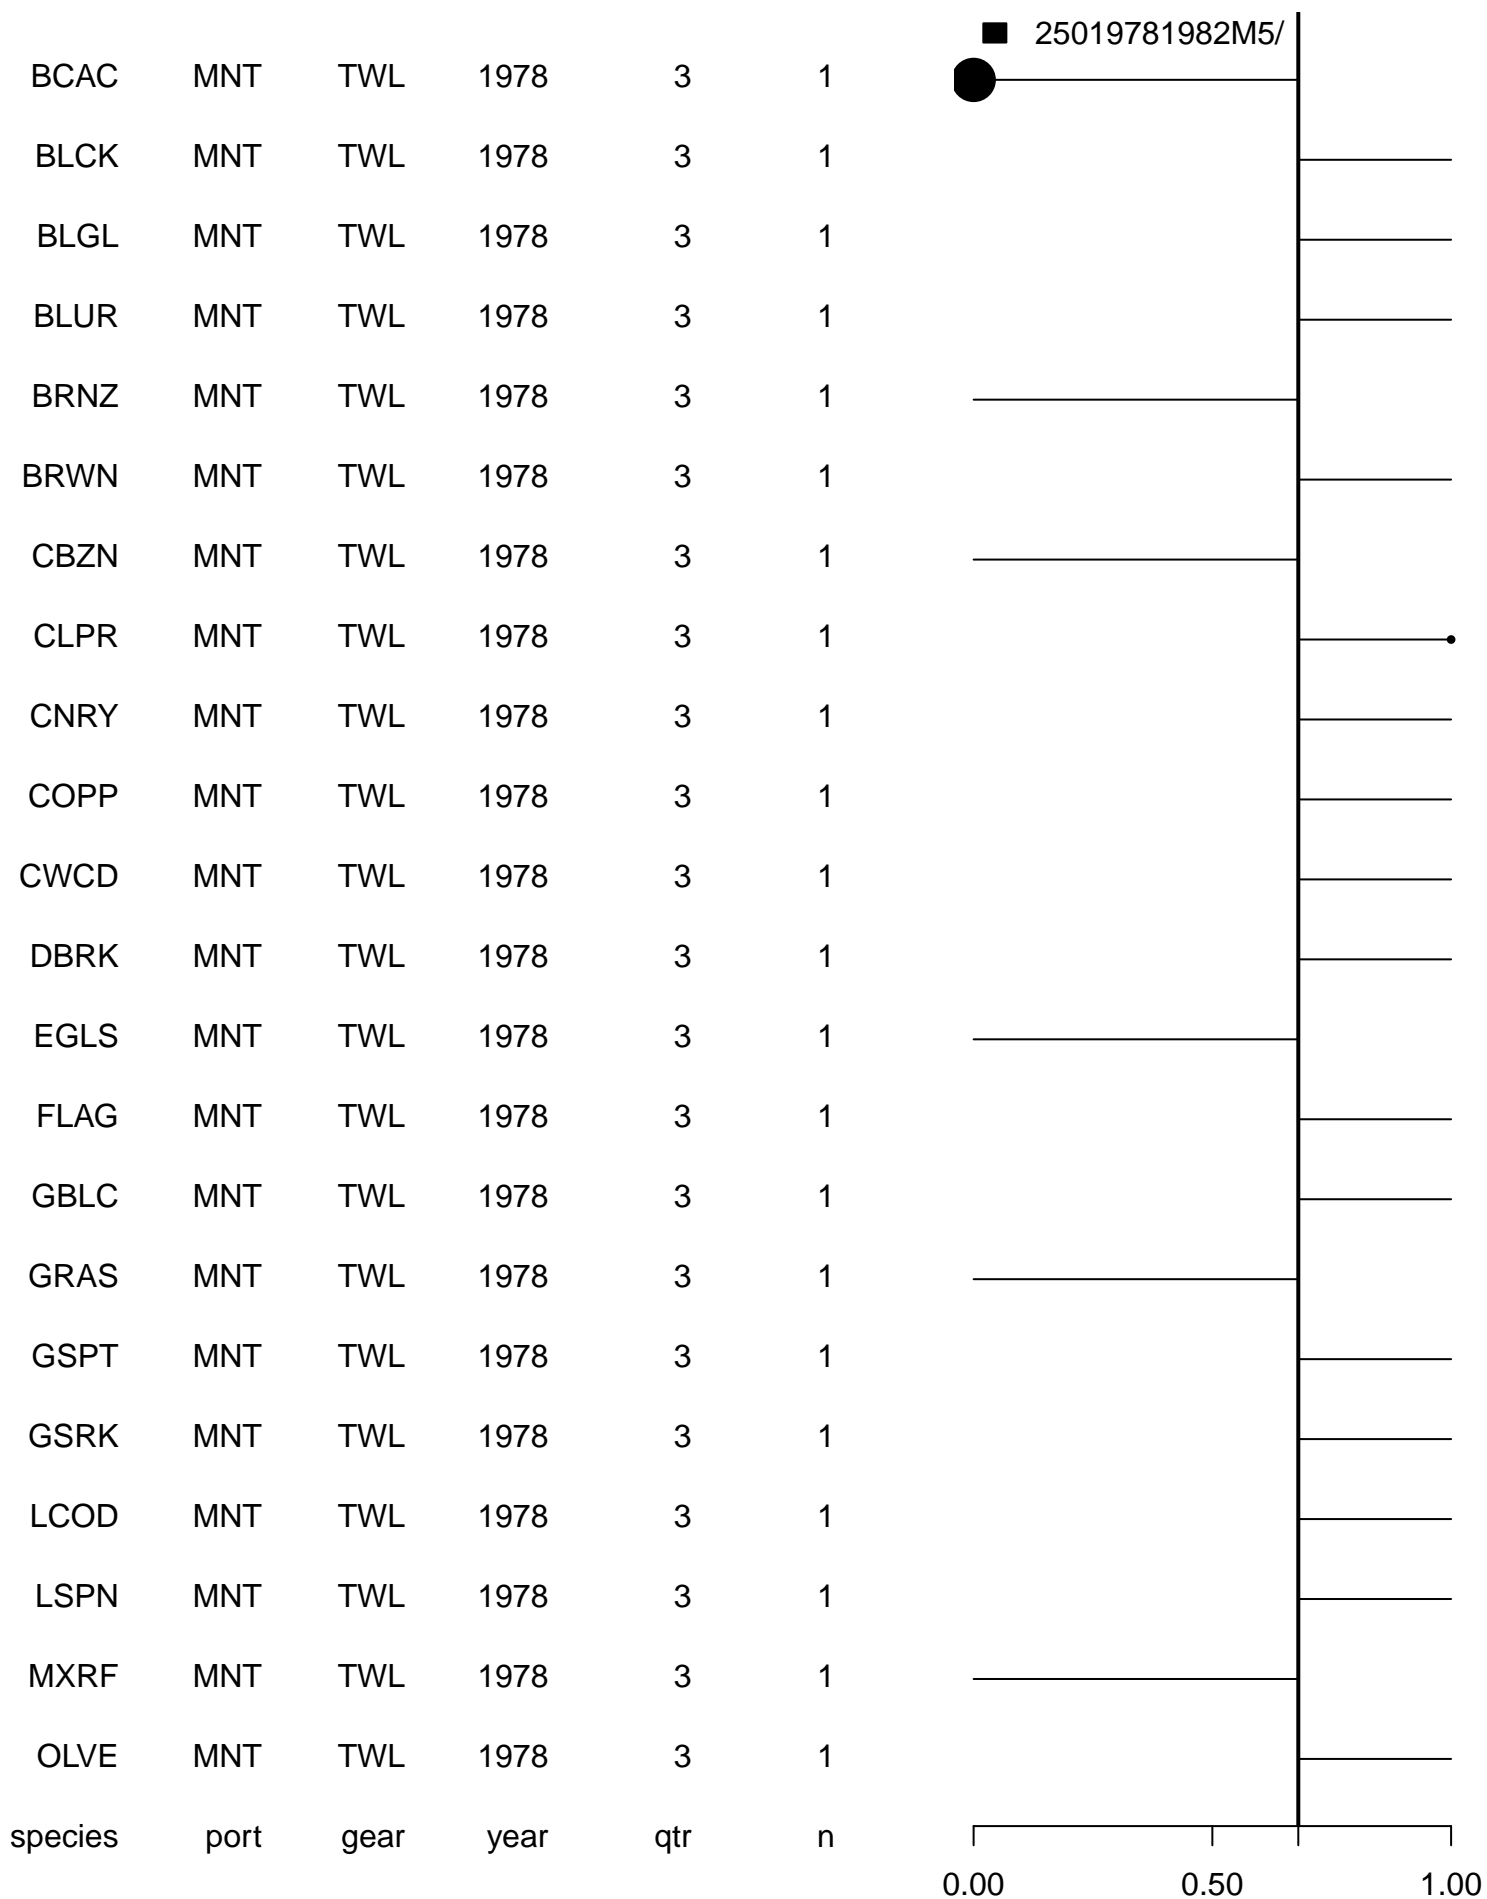 25019781982M5/
BCAC MNT TWL 1978 3 1
BLCK MNT TWL 1978 3 1
BLGL MNT TWL 1978 3 1
BLUR MNT TWL 1978 3 1
BRNZ MNT TWL 1978 3 1
BRWN MNT TWL 1978 3 1
CBZN MNT TWL 1978 3 1
CLPR MNT TWL 1978 3 1
CNRY MNT TWL 1978 3 1
COPP MNT TWL 1978 3 1
CWCD MNT TWL 1978 3 1
DBRK MNT TWL 1978 3 1
EGLS MNT TWL 1978 3 1
FLAG MNT TWL 1978 3 1
GBLC MNT TWL 1978 3 1
GRAS MNT TWL 1978 3 1
GSPT MNT TWL 1978 3 1
GSRK MNT TWL 1978 3 1
LCOD MNT TWL 1978 3 1
LSPN MNT TWL 1978 3 1
MXRF MNT TWL 1978 3 1
OLVE MNT TWL 1978 3 1
species port gear year qtr n
0.00 0.50 1.00